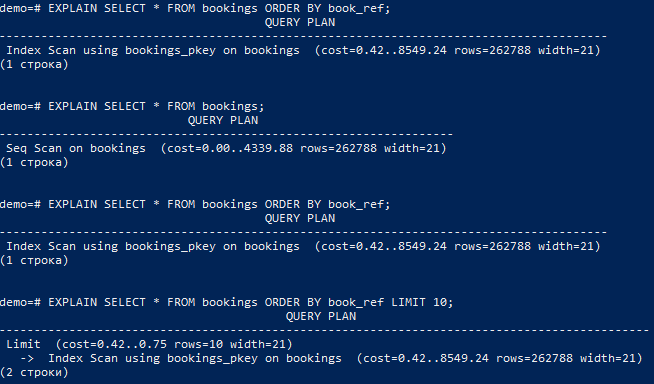 demo=# EXPLAIN SELECT * FROM bookings ORDER BY book_ref;
QUERY PLAN
-------------------------------------------------------------------------------------
Index Scan using bookings_pkey on bookings  (cost=0.42..8549.24 rows=262788 width=21)
(1 строка)
demo=# EXPLAIN SELECT * FROM bookings;
QUERY PLAN
---------------------------------------------------------------
Seq Scan on bookings  (cost=0.00..4339.88 rows=262788 width=21)
(1 строка)
demo=# EXPLAIN SELECT * FROM bookings ORDER BY book_ref;
QUERY PLAN
-------------------------------------------------------------------------------------
Index Scan using bookings_pkey on bookings  (cost=0.42..8549.24 rows=262788 width=21)
(1 строка)
demo=# EXPLAIN SELECT * FROM bookings ORDER BY book_ref LIMIT 10;
QUERY PLAN
-------------------------------------------------------------------------------------------
Limit  (cost=0.42..0.75 rows=10 width=21)
->  Index Scan using bookings_pkey on bookings  (cost=0.42..8549.24 rows=262788 width=21)
(2 строки)